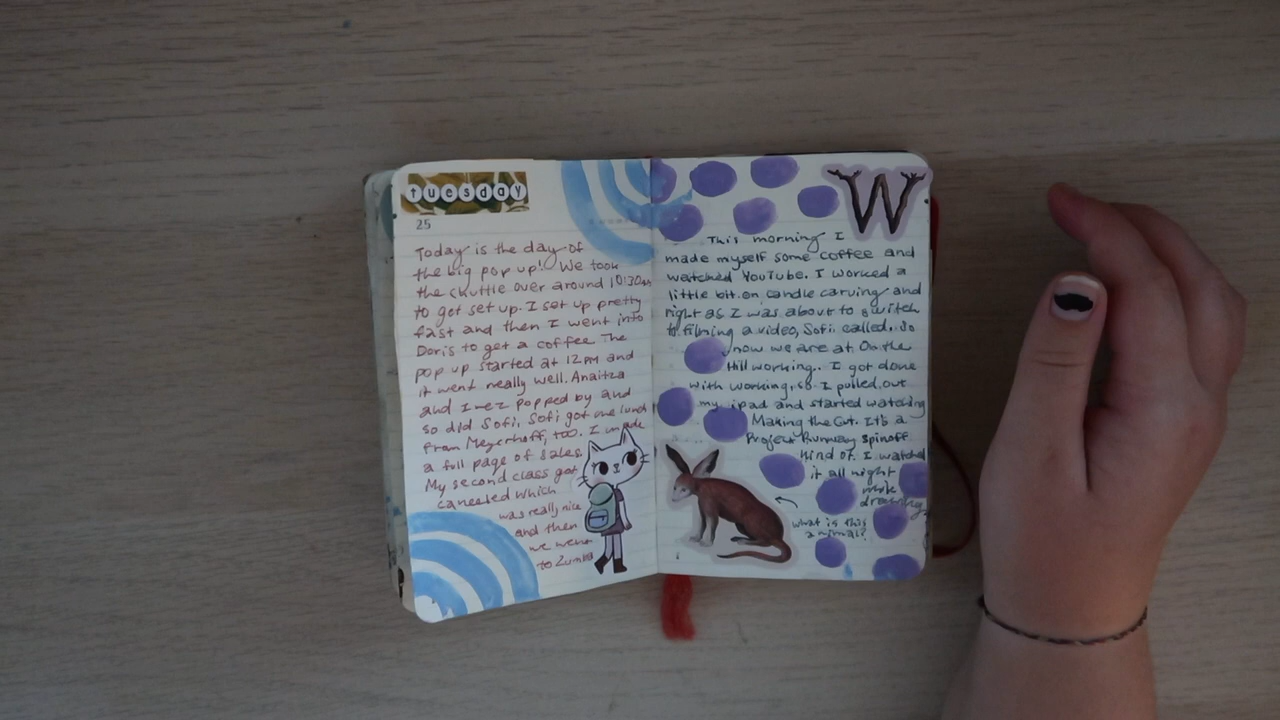 tuesday
25
Today is the day of
the big pop up! We took
the shuttle over around 10:30am
to get set up. I set up pretty
fast and then I went into
Doris to get a coffee. The
pop up started at 12PM and
it went really well. Anaitza
and Inez popped by and
so did Sofi. Sofi got me lunch
from Meyerhoff, too. I made
a full page of sales.
My second class got
canceled which
was really nice
and then
we went
to Zumba
W
This morning I
made myself some coffee and
watched YouTube. I worked a
little bit on candle carving and
right as I was about to switch
to filming a video, Sofi called. So
now we are at On the
Hill working. I got done
with working, so I pulled out
my ipad and started watching
Making the Cut. It's a
Project Runway spinoff
kind of. I watched
it all night
while
drawing.
what is this
animal?